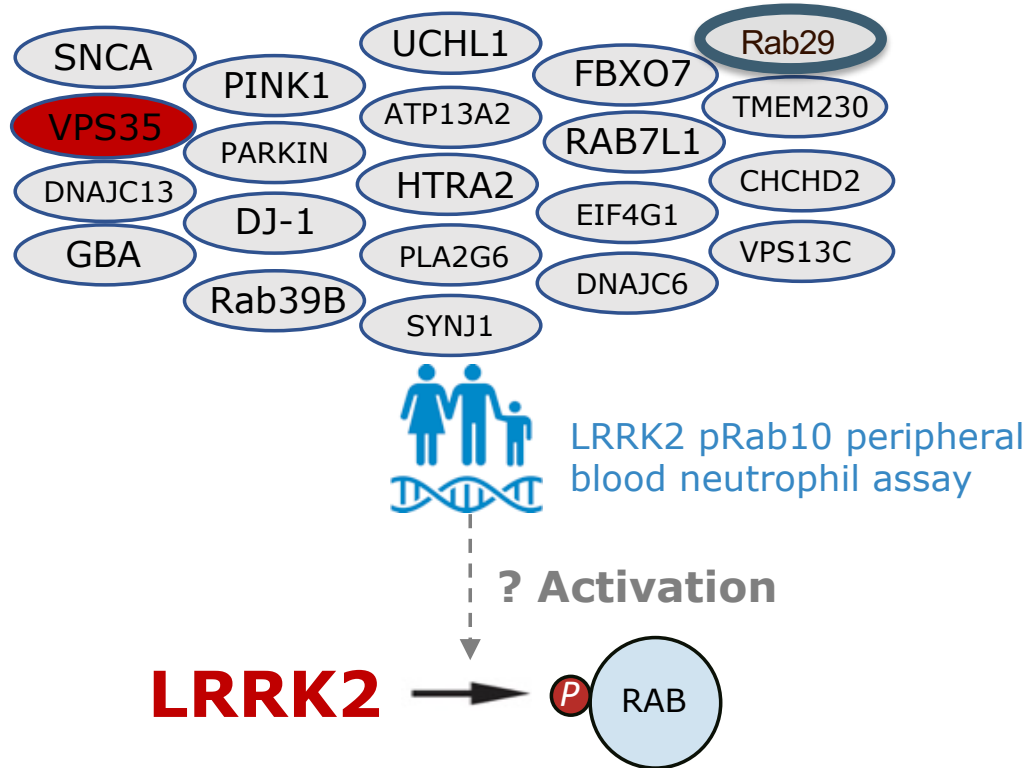 SNCA
VPS35
DNAJC13
GBA
PINK1
PARKIN
DJ-1
Rab39B
UCHL1
ATP13A2
HTRA2
PLA2G6
SYNJ1
FBXO7
RAB7L1
EIF4G1
DNAJC6
Rab29
TMEM230
CHCHD2
VPS13C
LRRK2 pRab10 peripheral
blood neutrophil assay
? Activation
LRRK2
P
RAB